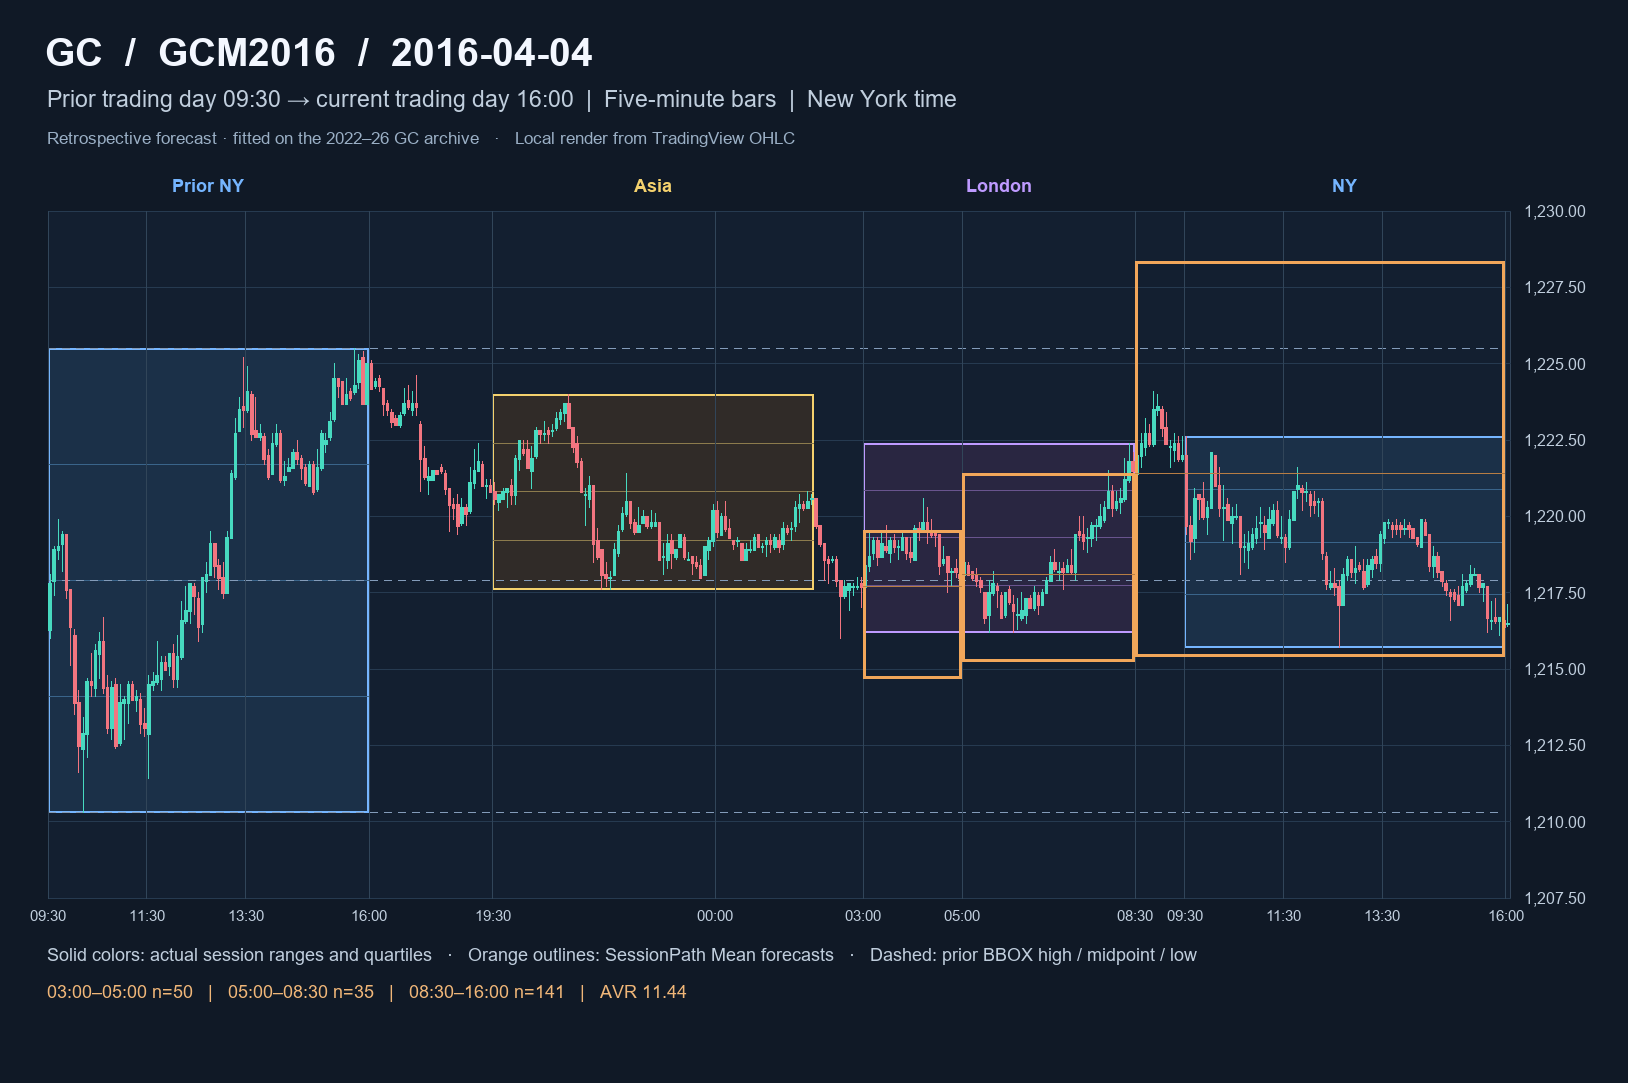 GC / GCM2016 / 2016-04-04
Prior trading day 09:30 → current trading day 16:00 | Five-minute bars | New York time
Retrospective forecast · fitted on the 2022–26 GC archive · Local render from TradingView OHLC
Prior NY Asia London NY
1,230.00
1,227.50
1,225.00
1,222.50
1,220.00
1,217.50
1,215.00
1,212.50
1,210.00
1,207.50
09:30 11:30 13:30 16:00 19:30 00:00 03:00 05:00 08:30 09:30 11:30 13:30 16:00
Solid colors: actual session ranges and quartiles · Orange outlines: SessionPath Mean forecasts · Dashed: prior BBOX high / midpoint / low
03:00–05:00 n=50 | 05:00–08:30 n=35 | 08:30–16:00 n=141 | AVR 11.44